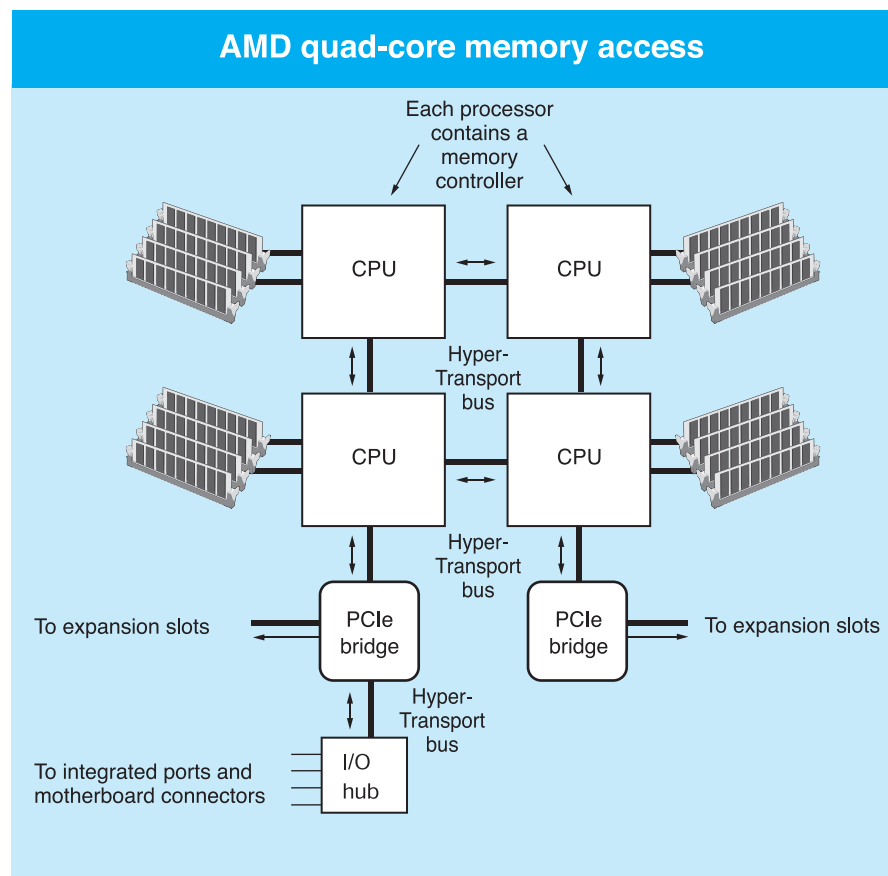 AMD quad-core memory access
Each processor
contains a
memory
controller
CPU
CPU
Hyper-
Transport
bus
CPU
CPU
Hyper-
Transport
bus
To expansion slots
PCIe
bridge
PCIe
bridge
To expansion slots
Hyper-
Transport
bus
To integrated ports and
motherboard connectors
I/O
hub